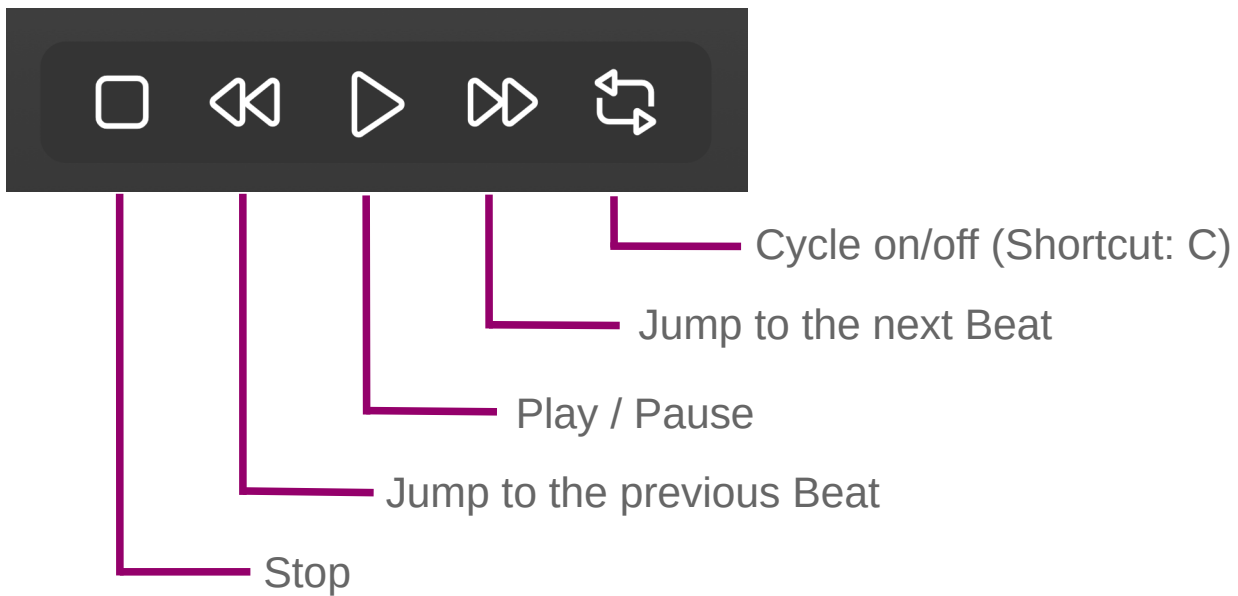 Cycle on/off (Shortcut: C)
Jump to the next Beat
Play / Pause
Jump to the previous Beat
Stop